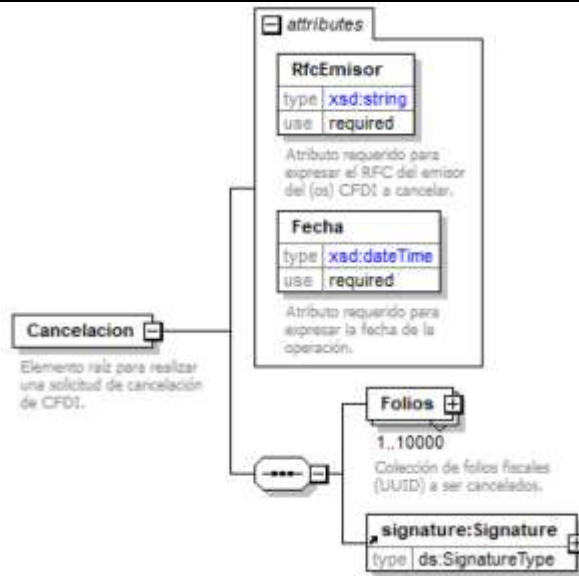 attributes
RfcEmisor
type xsd:string
use required
Atributo requerido para
expresar el RFC del emisor
del (os) CFDI a cancelar.
Fecha
type xsd:dateTime
use required
Atributo requerido para
expresar la fecha de la
operación.
Cancelacion
Elemento raíz para realizar
una solicitud de cancelación
de CFDI.
Folios
1..10000
Colección de folios fiscales
(UUID) a ser cancelados.
signature:Signature
type ds:SignatureType